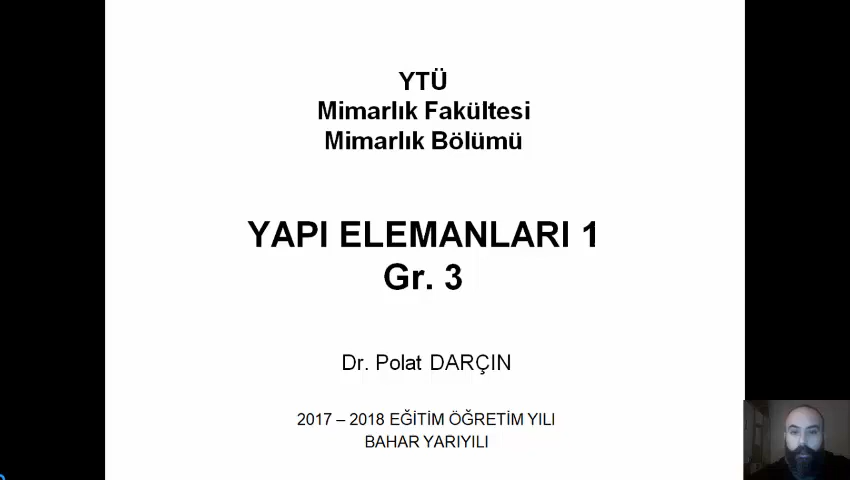 YTÜ
Mimarlık Fakültesi
Mimarlık Bölümü
YAPI ELEMANLARI 1
Gr. 3
Dr. Polat DARÇIN
2017 – 2018 EĞİTİM ÖĞRETİM YILI
BAHAR YARIYILI